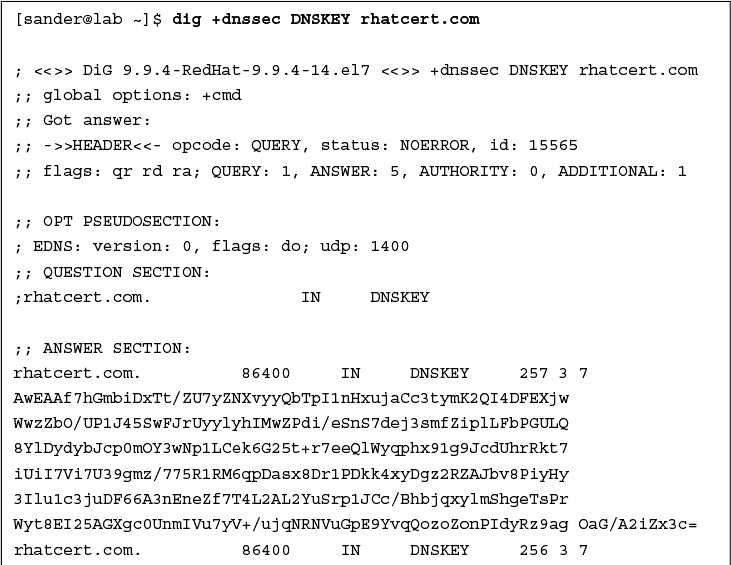 [sander@lab ~]$ dig +dnssec DNSKEY rhatcert.com
; <<>> DiG 9.9.4-RedHat-9.9.4-14.el7 <<>> +dnssec DNSKEY rhatcert.com
;; global options: +cmd
;; Got answer:
;; ->>HEADER<<- opcode: QUERY, status: NOERROR, id: 15565
;; flags: qr rd ra; QUERY: 1, ANSWER: 5, AUTHORITY: 0, ADDITIONAL: 1
;; OPT PSEUDOSECTION:
; EDNS: version: 0, flags: do; udp: 1400
;; QUESTION SECTION:
;rhatcert.com. IN DNSKEY
;; ANSWER SECTION:
rhatcert.com. 86400 IN DNSKEY 257 3 7
AwEAAf7hGmbiDxTt/ZU7yZNXvyyQbTpI1nHxujaCc3tymK2QI4DFEXjw
WwzZbO/UP1J45SwFJrUyylyhIMwZPdi/eSnS7dej3smfZiplLFbPGULQ
8YlDydybJcp0mOY3wNp1LCek6G25t+r7eeQlWyqphx91g9JcdUhrRkt7
iUiI7Vi7U39gmz/775R1RM6qpDasx8Dr1PDkk4xyDgz2RZAJbv8PiyHy
3Ilu1c3juDF66A3nEneZf7T4L2AL2YuSrp1JCc/BhbjqxylmShgeTsPr
Wyt8EI25AGXgc0UnmIVu7yV+/ujqNRNVuGpE9YvqQozoZonPIdyRz9ag OaG/A2iZx3c=
rhatcert.com. 86400 IN DNSKEY 256 3 7